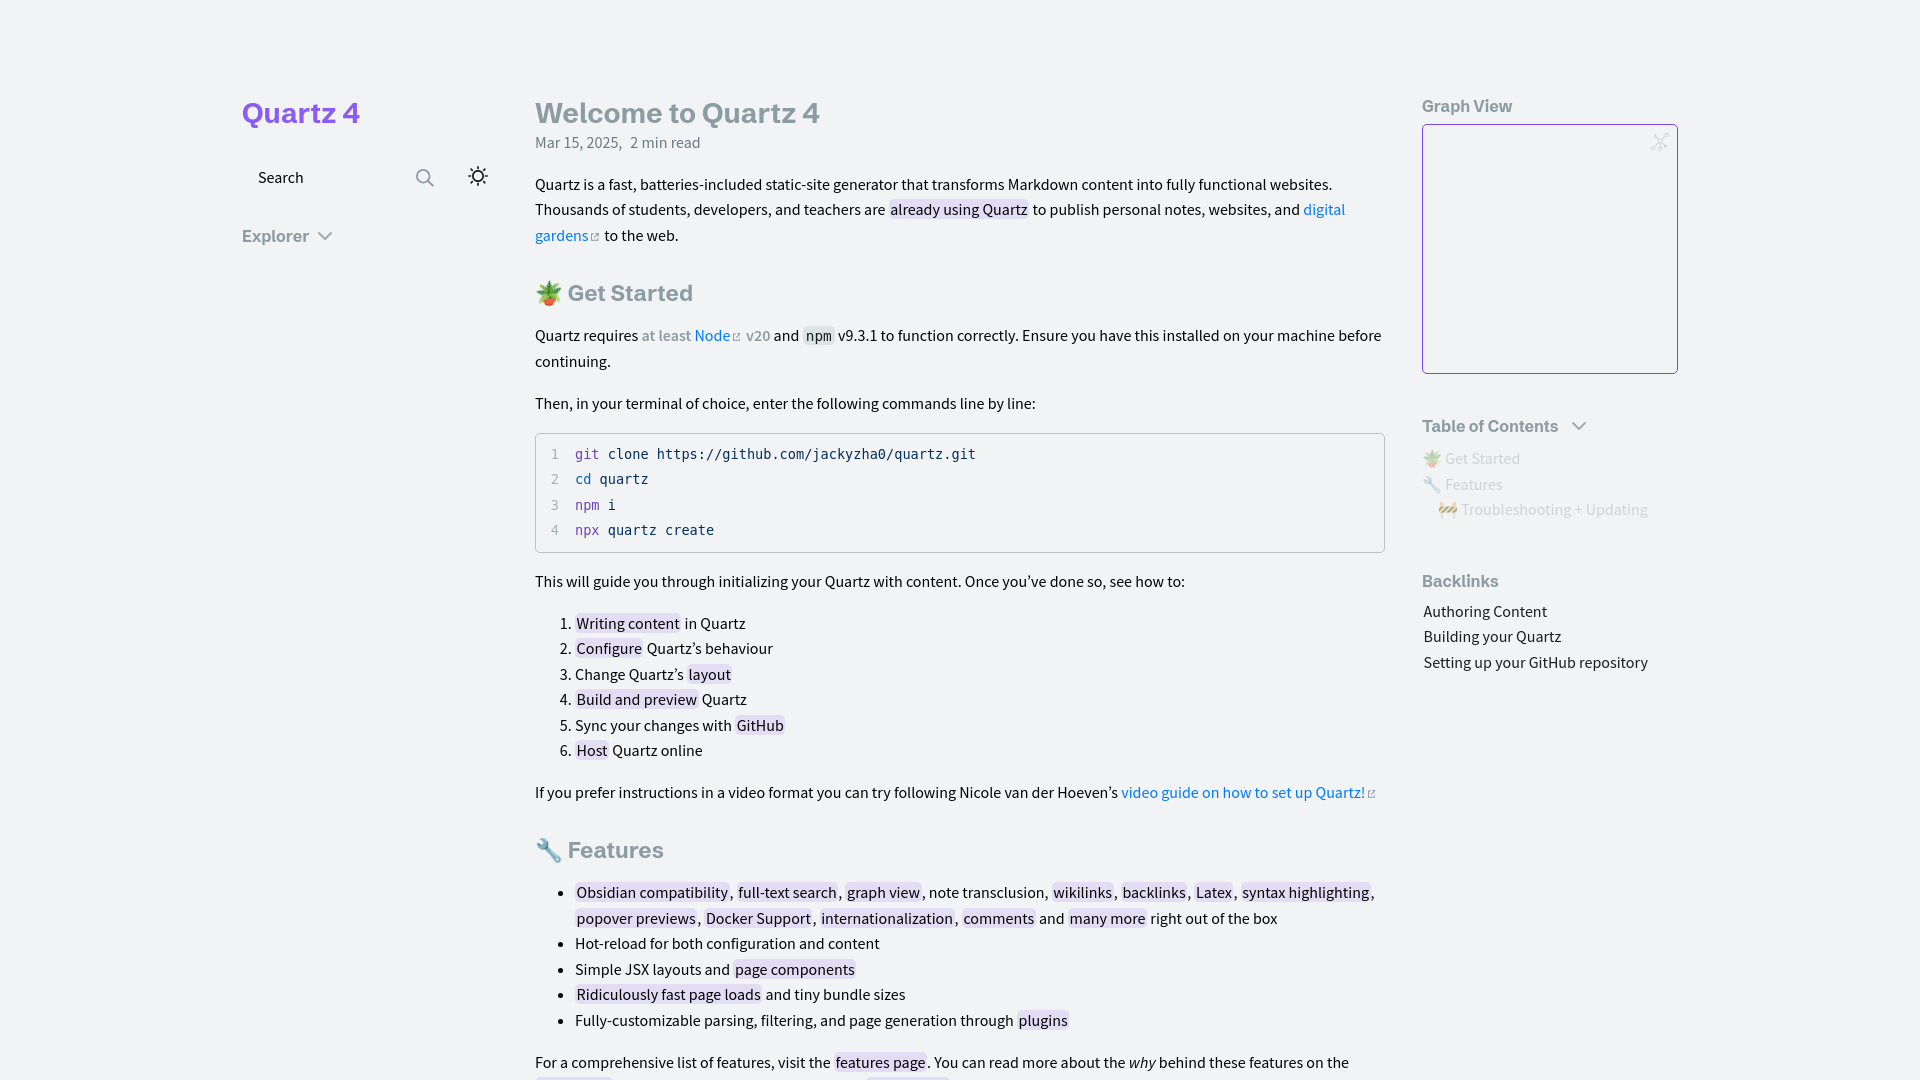 Quartz 4
Search
Explorer
Welcome to Quartz 4
Mar 15, 2025, 2 min read
Quartz is a fast, batteries-included static-site generator that transforms Markdown content into fully functional websites.
Thousands of students, developers, and teachers are already using Quartz to publish personal notes, websites, and digital
gardens to the web.
🪴 Get Started
Quartz requires at least Node v20 and npm v9.3.1 to function correctly. Ensure you have this installed on your machine before
continuing.
Then, in your terminal of choice, enter the following commands line by line:
1 git clone https://github.com/jackyzha0/quartz.git
2 cd quartz
3 npm i
4 npx quartz create
This will guide you through initializing your Quartz with content. Once you’ve done so, see how to:
1. Writing content in Quartz
2. Configure Quartz’s behaviour
3. Change Quartz’s layout
4. Build and preview Quartz
5. Sync your changes with GitHub
6. Host Quartz online
If you prefer instructions in a video format you can try following Nicole van der Hoeven’s video guide on how to set up Quartz!
🔧 Features
• Obsidian compatibility, full-text search, graph view, note transclusion, wikilinks, backlinks, Latex, syntax highlighting,
popover previews, Docker Support, internationalization, comments and many more right out of the box
• Hot-reload for both configuration and content
• Simple JSX layouts and page components
• Ridiculously fast page loads and tiny bundle sizes
• Fully-customizable parsing, filtering, and page generation through plugins
For a comprehensive list of features, visit the features page. You can read more about the why behind these features on the
Graph View
Table of Contents
🪴 Get Started
🔧 Features
🚧 Troubleshooting + Updating
Backlinks
Authoring Content
Building your Quartz
Setting up your GitHub repository